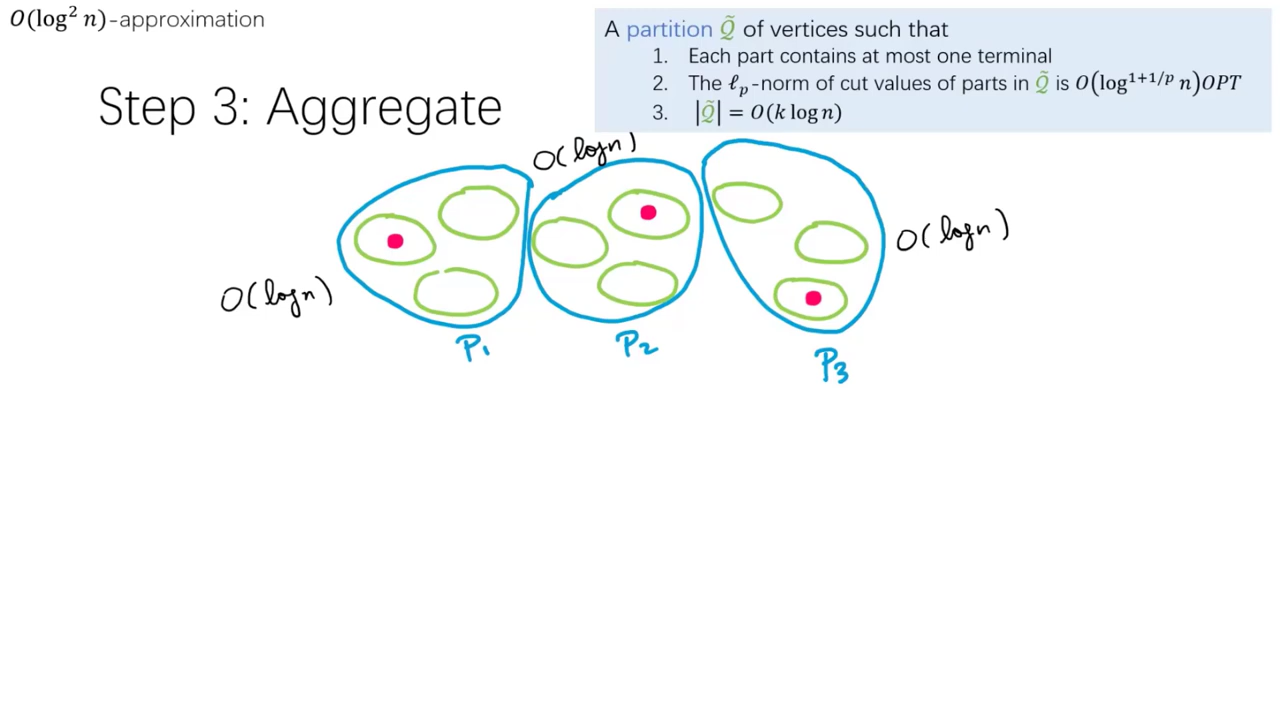 O(log² n)-approximation
Step 3: Aggregate
A partition Q̃ of vertices such that
1. Each part contains at most one terminal
2. The ℓₚ-norm of cut values of parts in Q̃ is O(log^{1+1/p} n)OPT
3. |Q̃| = O(k log n)
O(log n)
O(log n)
O(log n)
P₁
P₂
P₃